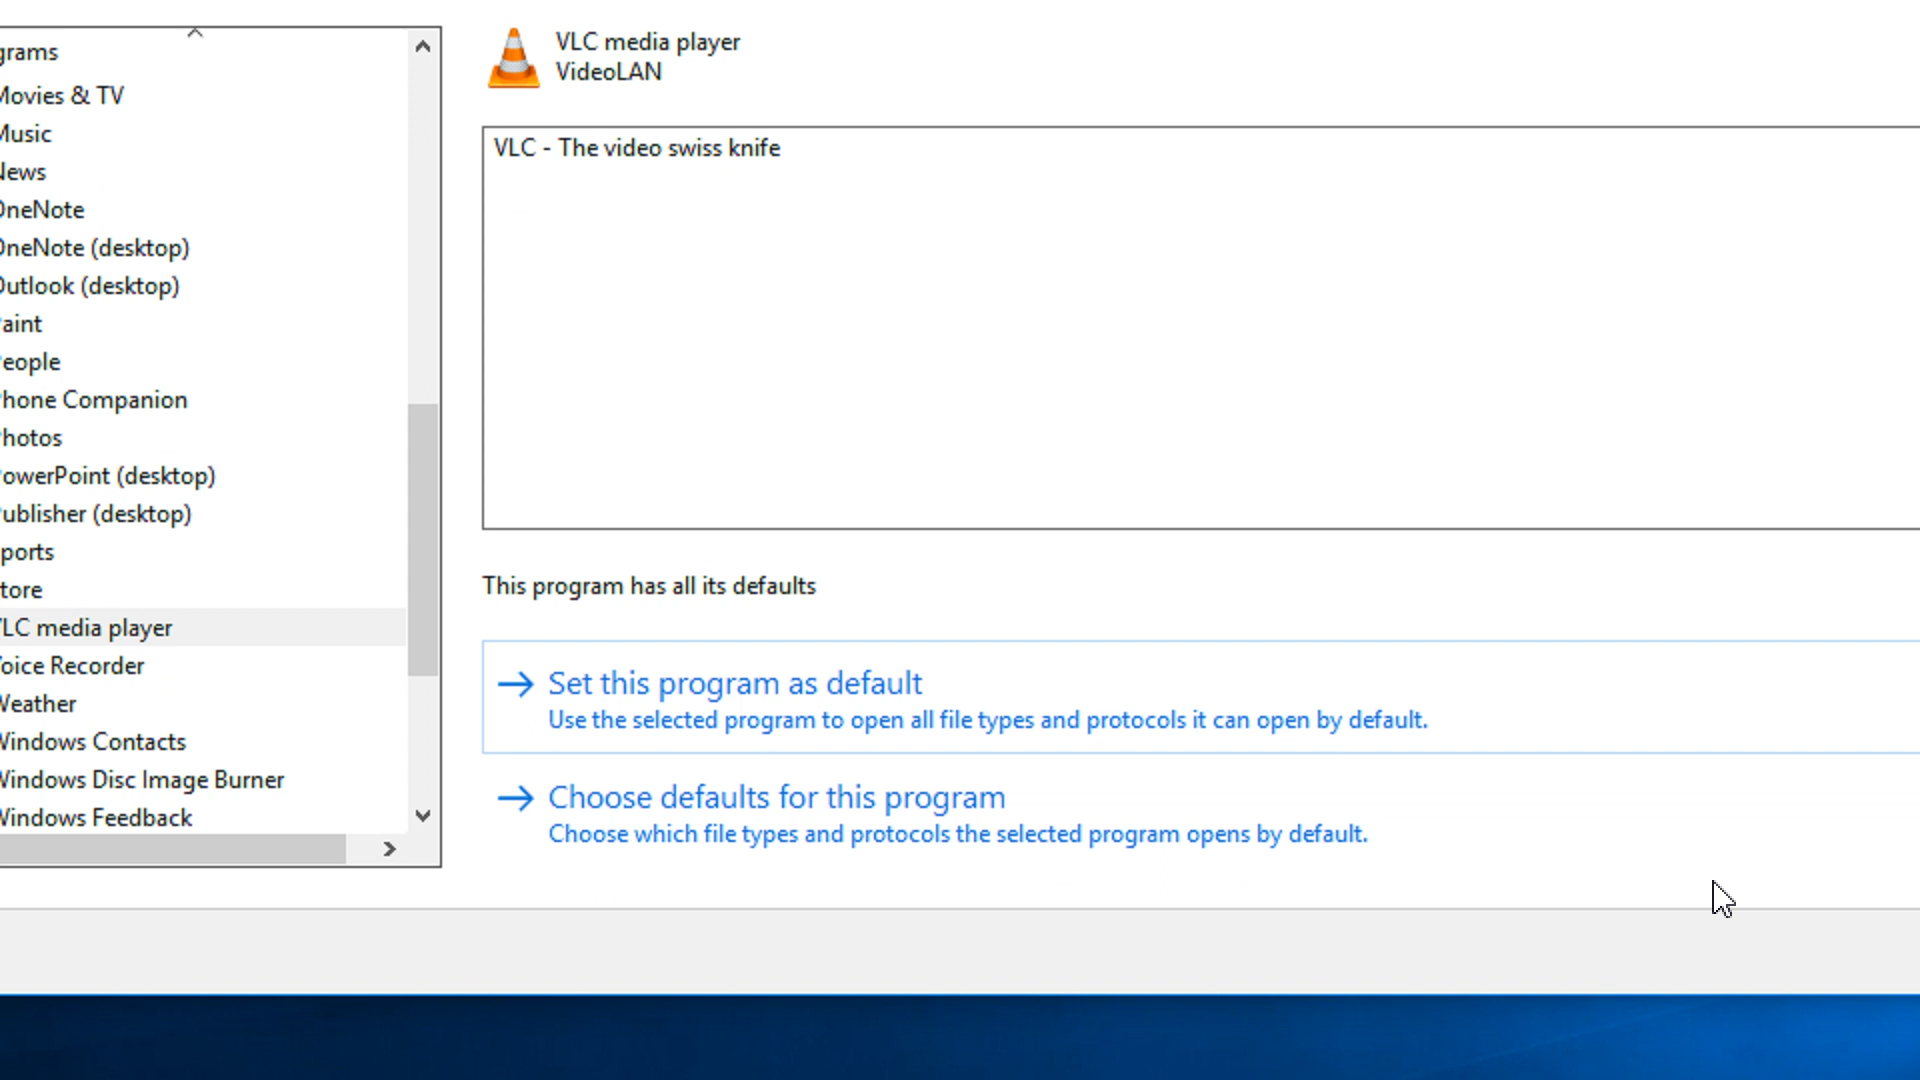 grams
Movies & TV
Music
News
OneNote
OneNote (desktop)
Outlook (desktop)
aint
eople
hone Companion
hotos
owerPoint (desktop)
ublisher (desktop)
ports
tore
VLC media player
oice Recorder
Weather
Windows Contacts
Windows Disc Image Burner
Windows Feedback
VLC media player
VideoLAN
VLC - The video swiss knife
This program has all its defaults
Set this program as default
Use the selected program to open all file types and protocols it can open by default.
Choose defaults for this program
Choose which file types and protocols the selected program opens by default.